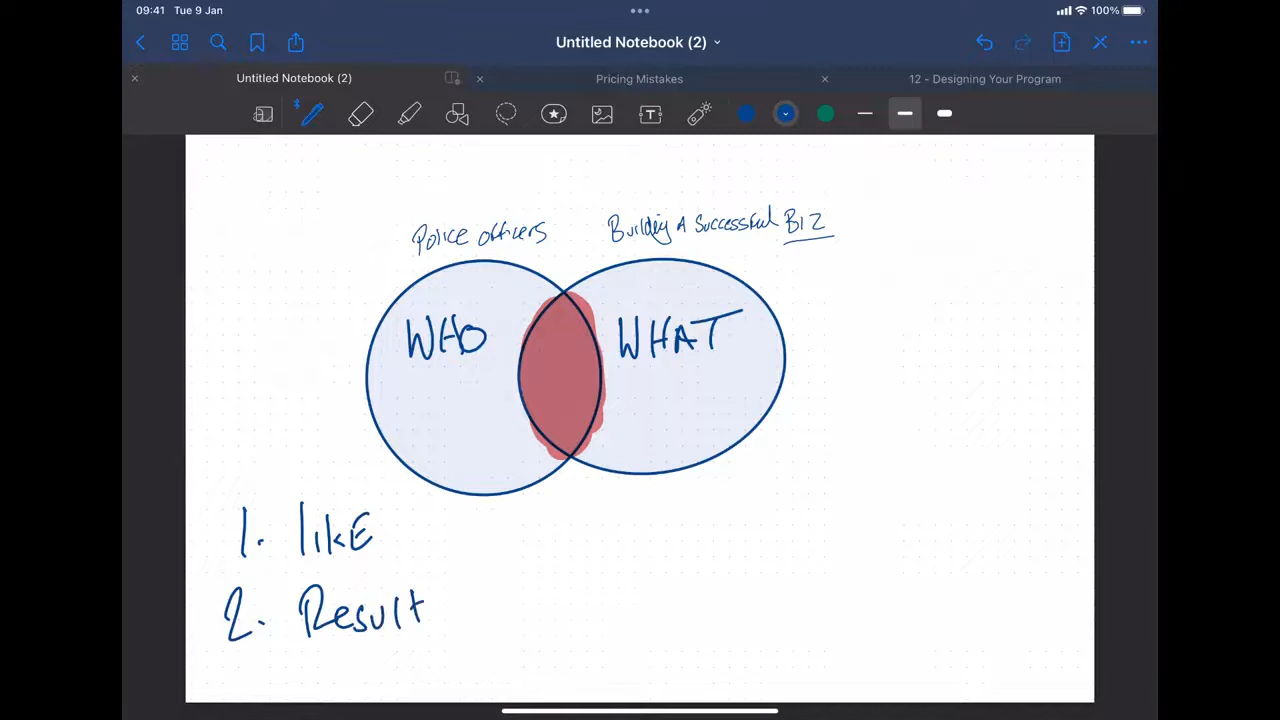 09:41 Tue 9 Jan
100%
Untitled Notebook (2)
Untitled Notebook (2)
Pricing Mistakes
12 - Designing Your Program
T
Police officers
Building A Successful BIZ
WHO
WHAT
1. like
2. Result